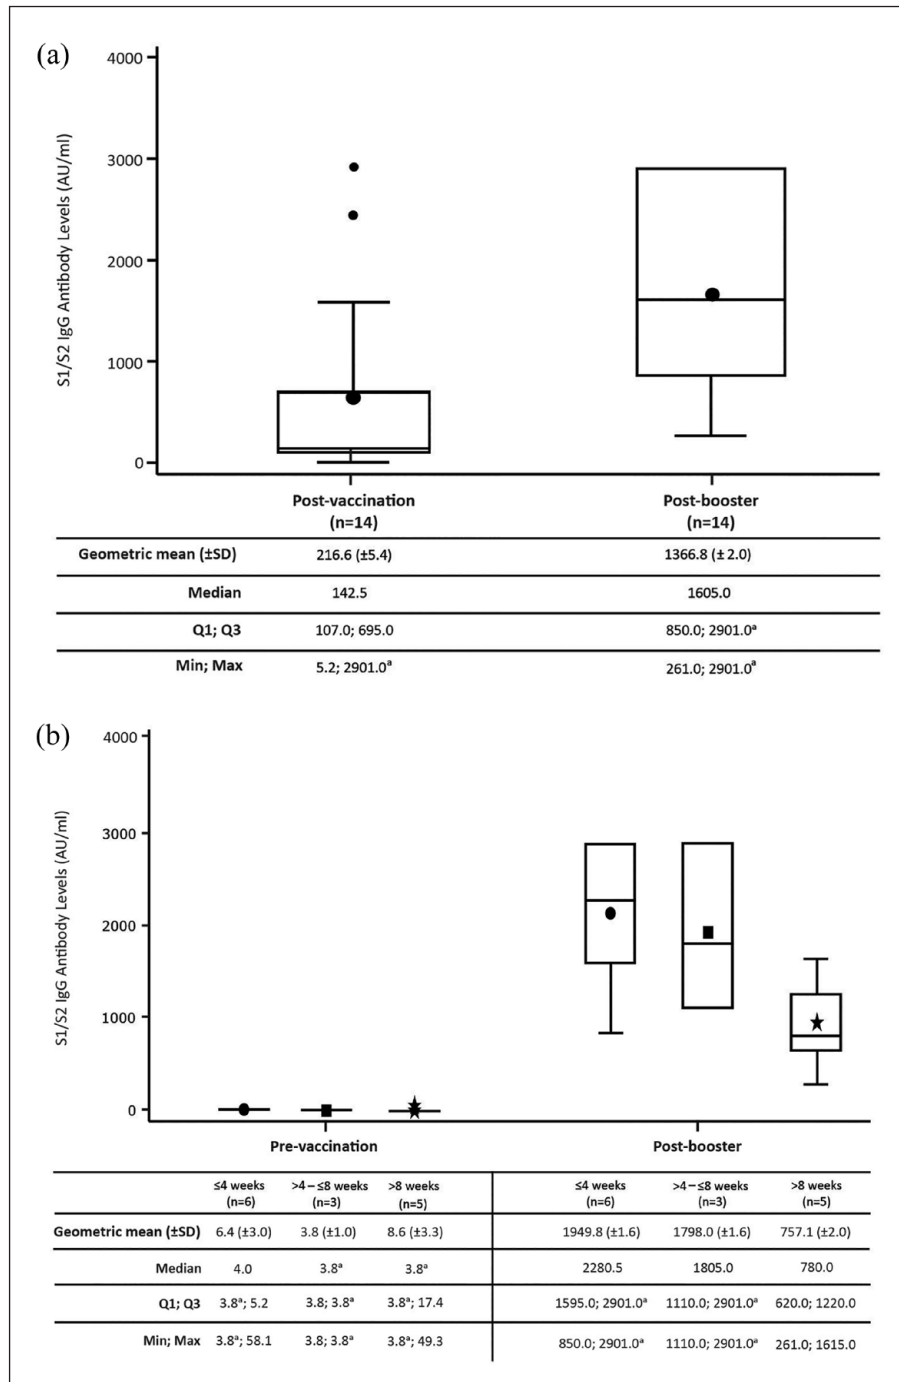 (a)
4000
3000
2000
1000
0
S1/S2 IgG Antibody Levels (AU/ml)
Post-vaccination Post-booster
(n=14) (n=14)
Geometric mean (±SD) 216.6 (±5.4) 1366.8 (± 2.0)
Median 142.5 1605.0
Q1; Q3 107.0; 695.0 850.0; 2901.0ᵃ
Min; Max 5.2; 2901.0ᵃ 261.0; 2901.0ᵃ
(b)
4000
3000
2000
1000
0
S1/S2 IgG Antibody Levels (AU/ml)
Pre-vaccination Post-booster
≤4 weeks >4 – ≤8 weeks >8 weeks ≤4 weeks >4 – ≤8 weeks >8 weeks
(n=6) (n=3) (n=5) (n=6) (n=3) (n=5)
Geometric mean (±SD) 6.4 (±3.0) 3.8 (±1.0) 8.6 (±3.3) 1949.8 (±1.6) 1798.0 (±1.6) 757.1 (±2.0)
Median 4.0 3.8ᵃ 3.8ᵃ 2280.5 1805.0 780.0
Q1; Q3 3.8ᵃ; 5.2 3.8; 3.8ᵃ 3.8ᵃ; 17.4 1595.0; 2901.0ᵃ 1110.0; 2901.0ᵃ 620.0; 1220.0
Min; Max 3.8ᵃ; 58.1 3.8; 3.8ᵃ 3.8ᵃ; 49.3 850.0; 2901.0ᵃ 1110.0; 2901.0ᵃ 261.0; 1615.0